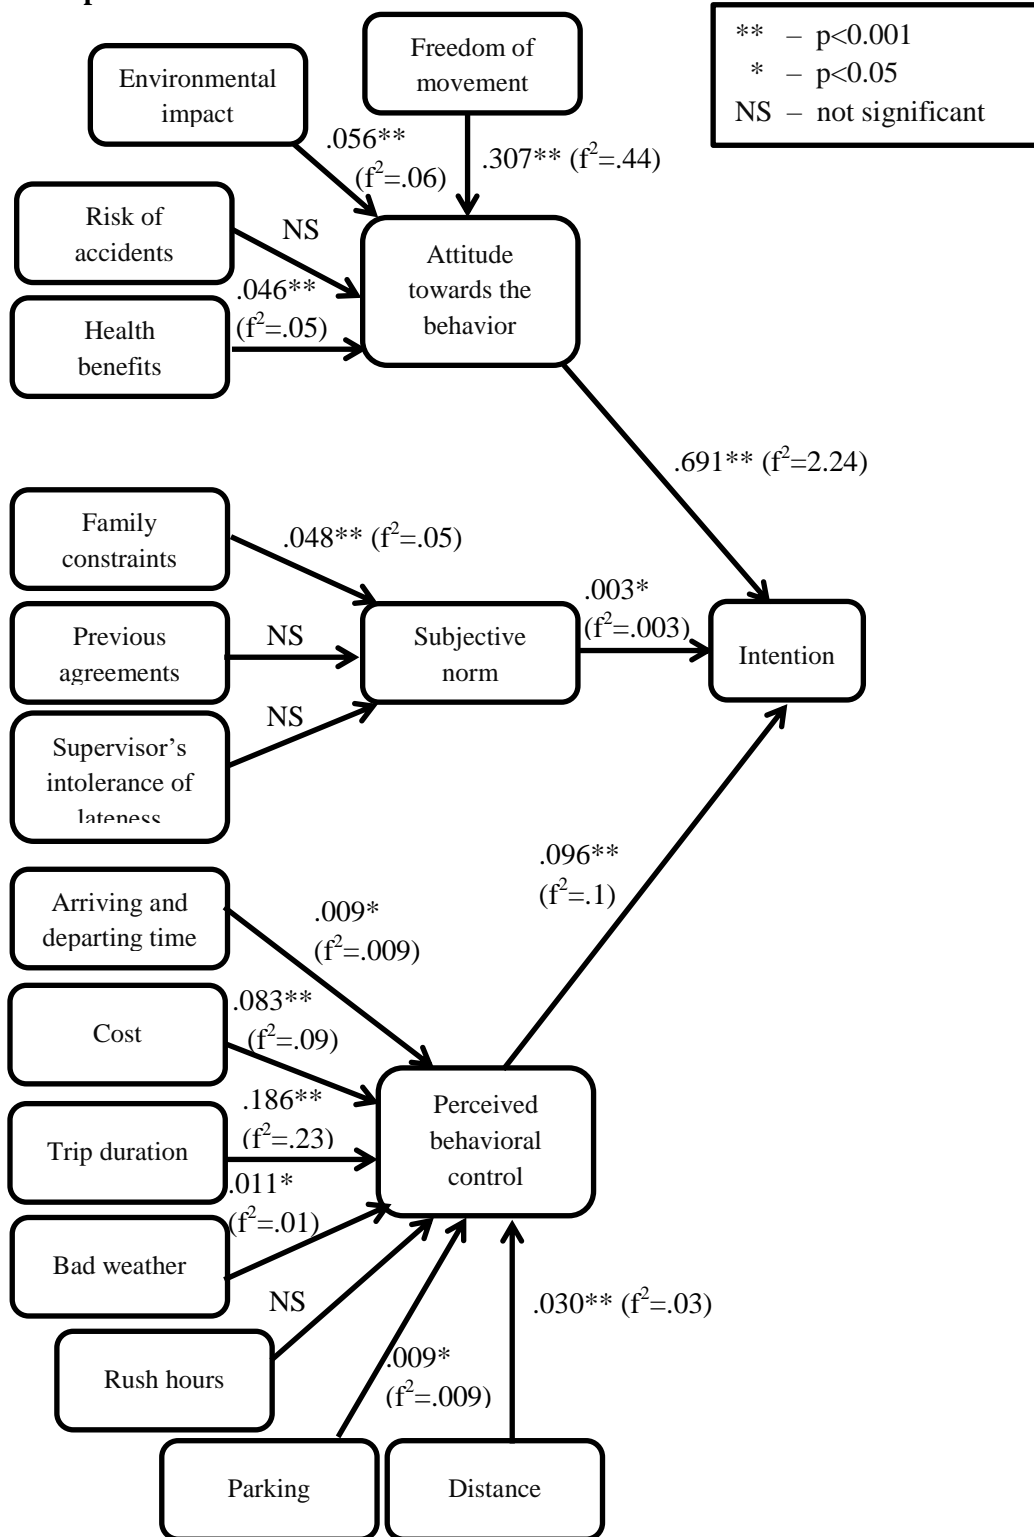 ** – p<0.001
* – p<0.05
NS – not significant
Freedom of
movement
Environmental
impact
.056**
(f²=.06)
.307** (f²=.44)
Risk of
accidents
NS
Attitude
towards the
behavior
.046**
(f²=.05)
Health
benefits
.691** (f²=2.24)
Family
constraints
.048** (f²=.05)
Previous
agreements
NS
Subjective
norm
.003*
(f²=.003)
Intention
NS
Supervisor’s
intolerance of
lateness
.096**
(f²=.1)
Arriving and
departing time
.009*
(f²=.009)
Cost
.083**
(f²=.09)
Trip duration
.186**
(f²=.23)
Perceived
behavioral
control
.011*
(f²=.01)
Bad weather
NS
.030** (f²=.03)
Rush hours
.009*
(f²=.009)
Parking
Distance